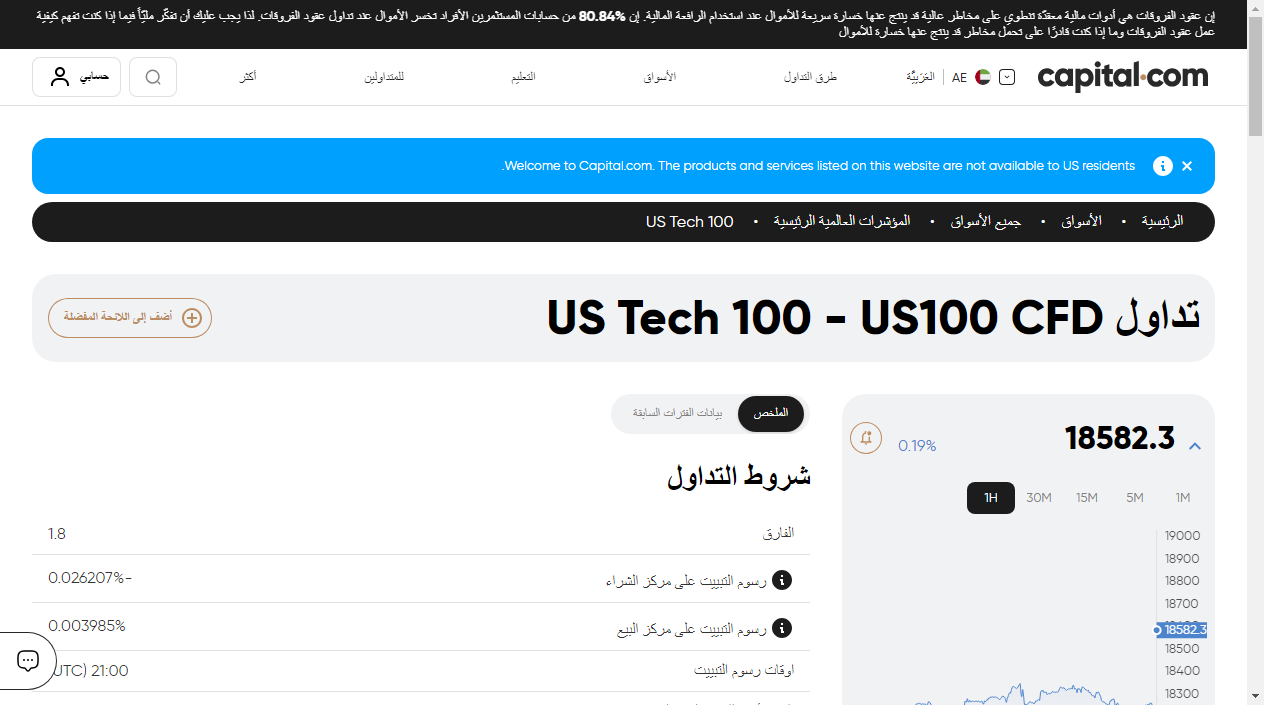 إن عقود الفروقات هي أدوات مالية معقدّة تنطوي على مخاطر عالية قد ينتج عنها خسارة سريعة للأموال عند استخدام الرافعة المالية. إن 80.84% من حسابات المستثمرين الأفراد تخسر الأموال عند تداول عقود الفروقات. لذا يجب عليك أن تفكّر مليّاً فيما إذا كنت تفهم كيفية
عمل عقود الفروقات وما إذا كنت قادرًا على تحمل مخاطر قد ينتج عنها خسارة للأموال
capital.com
AE العَرَبِيَّة
طرق التداول
الأسواق
التعليم
للمتداولين
أكثر
حسابي
Welcome to Capital.com. The products and services listed on this website are not available to US residents.
الرئيسية • الأسواق • جميع الأسواق • المؤشرات العالمية الرئيسية • US Tech 100
تداول US Tech 100 - US100 CFD
أضف إلى اللائحة المفضلة
18582.3
0.19%
1M 5M 15M 30M 1H
19000
18900
18800
18700
18582.3
18500
18400
18300
الملخص
بيانات الفترات السابقة
شروط التداول
الفارق 1.8
رسوم التبييت على مركز الشراء -0.026207%
رسوم التبييت على مركز البيع 0.003985%
اوقات رسوم التبييت 21:00 (UTC